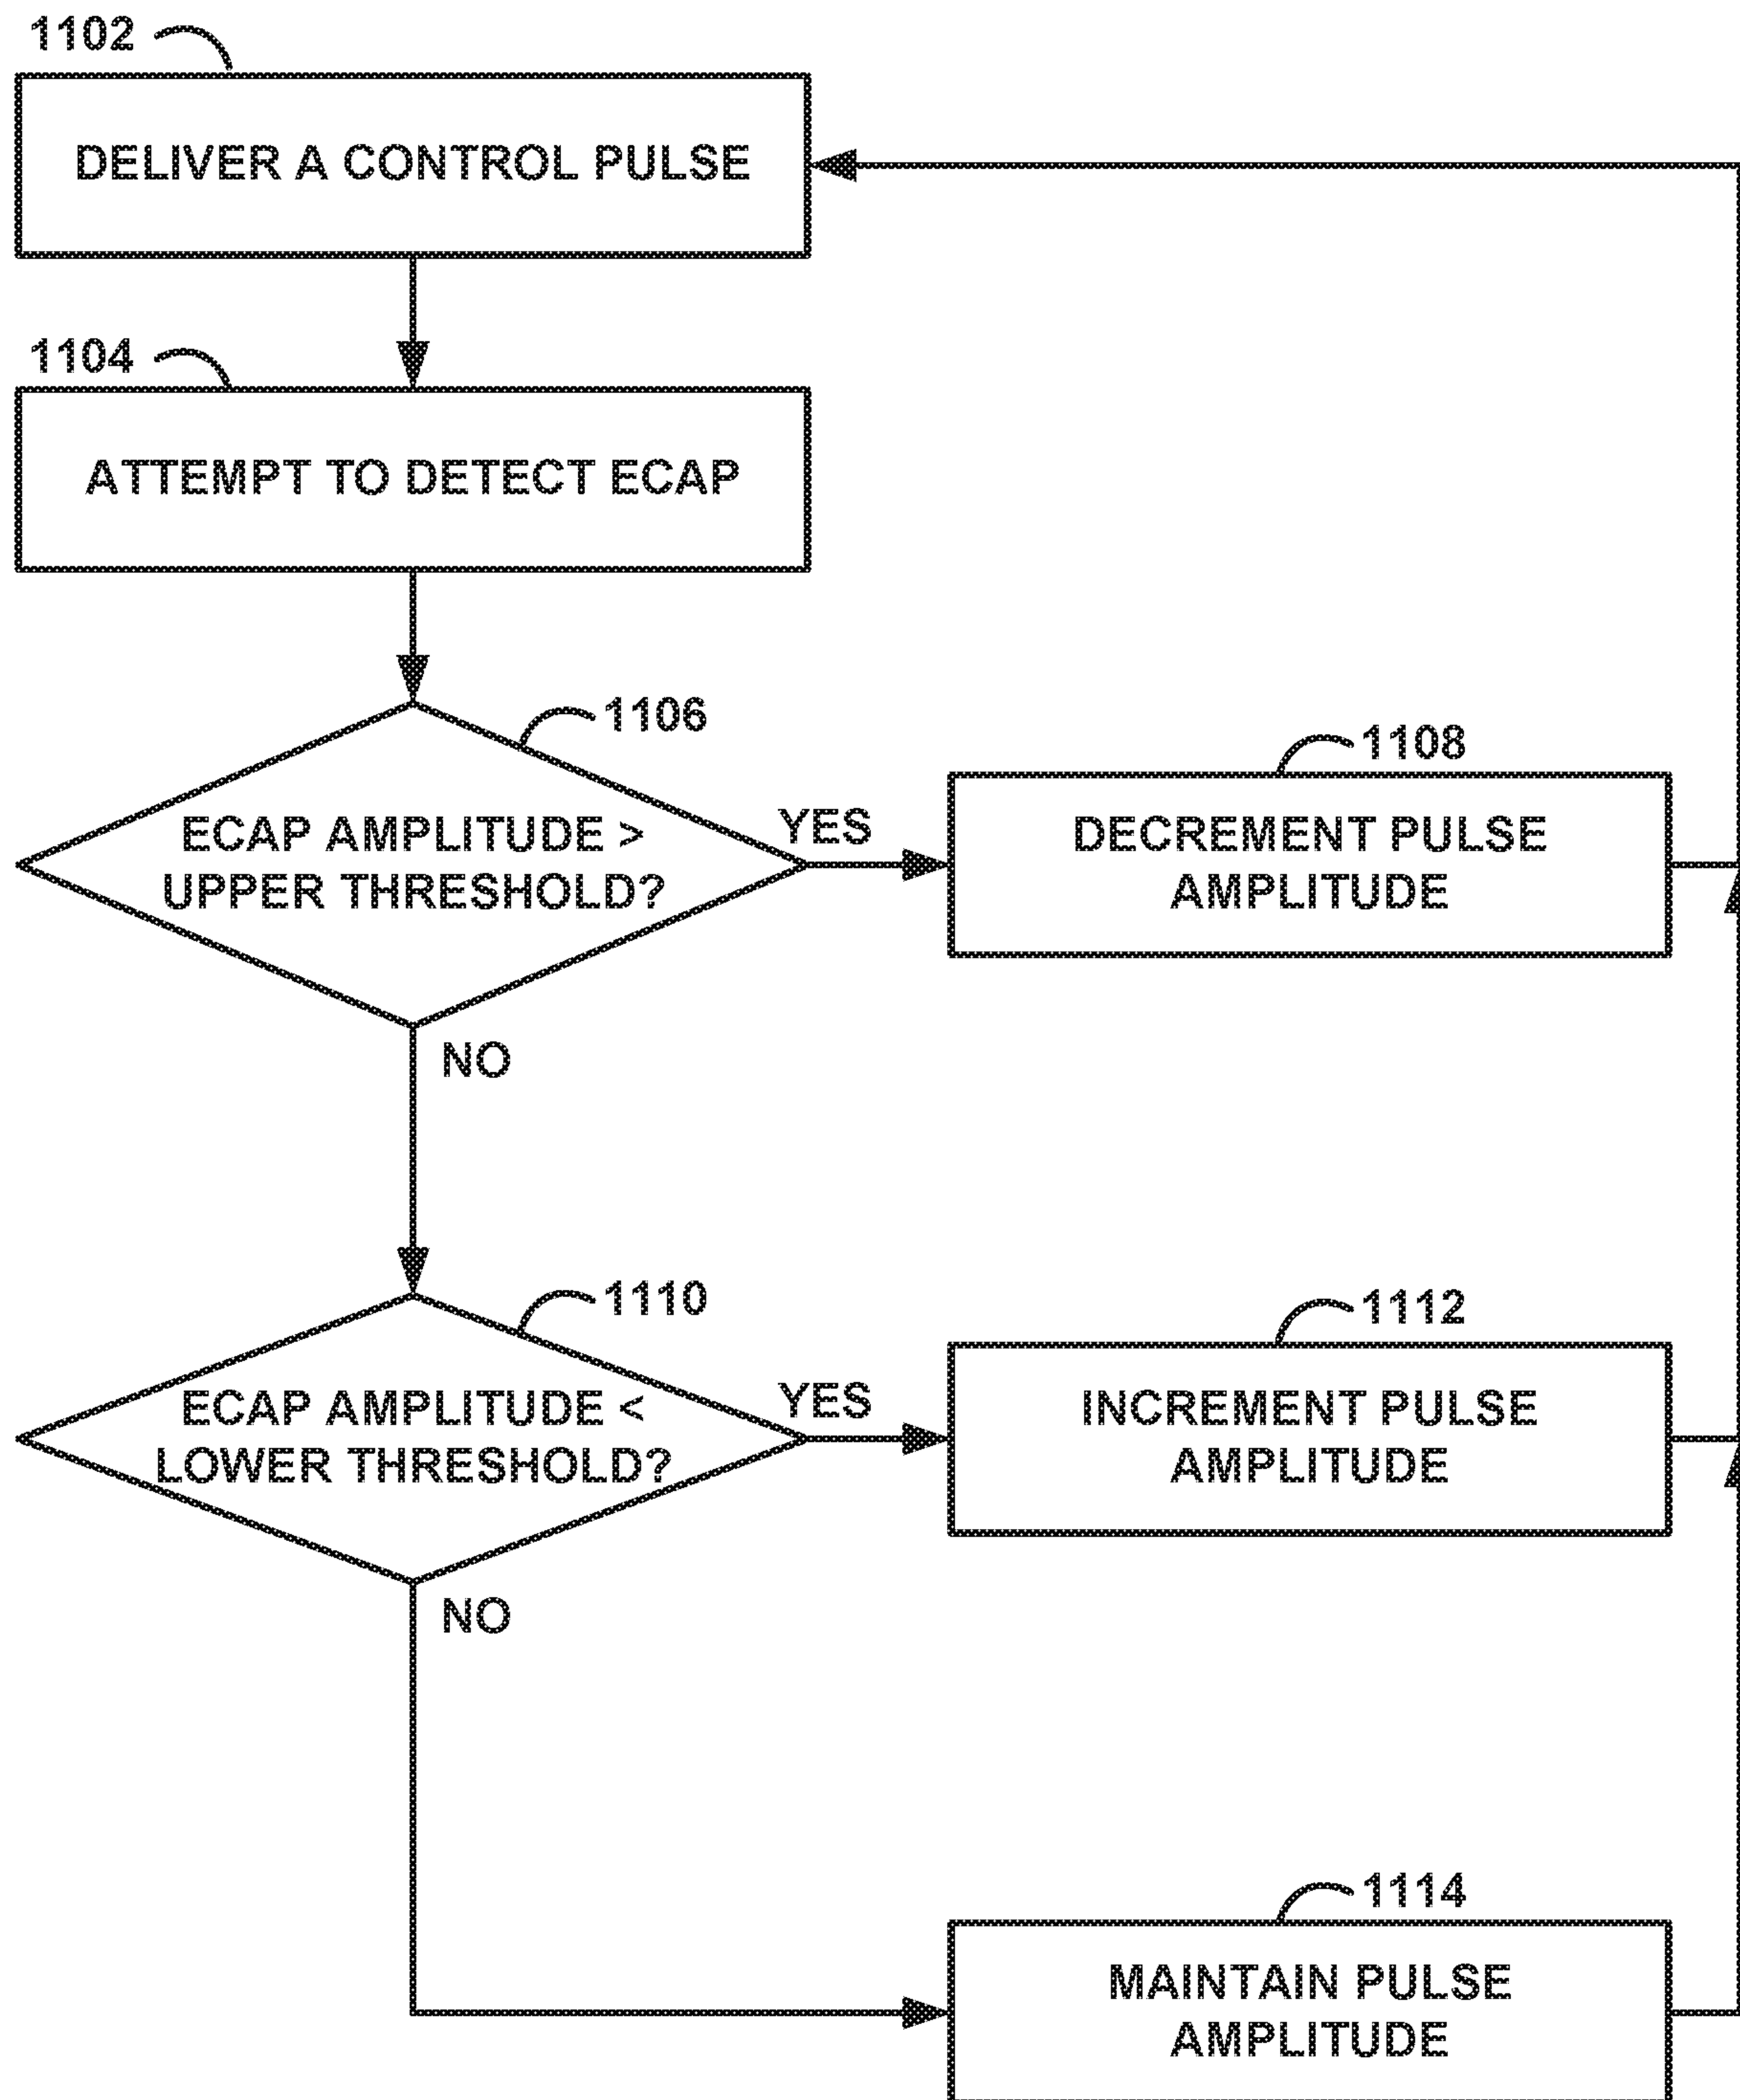 1102
DELIVER A CONTROL PULSE
1104
ATTEMPT TO DETECT ECAP
1106
ECAP AMPLITUDE >
UPPER THRESHOLD?
YES
NO
1108
DECREMENT PULSE
AMPLITUDE
1110
ECAP AMPLITUDE <
LOWER THRESHOLD?
YES
NO
1112
INCREMENT PULSE
AMPLITUDE
1114
MAINTAIN PULSE
AMPLITUDE